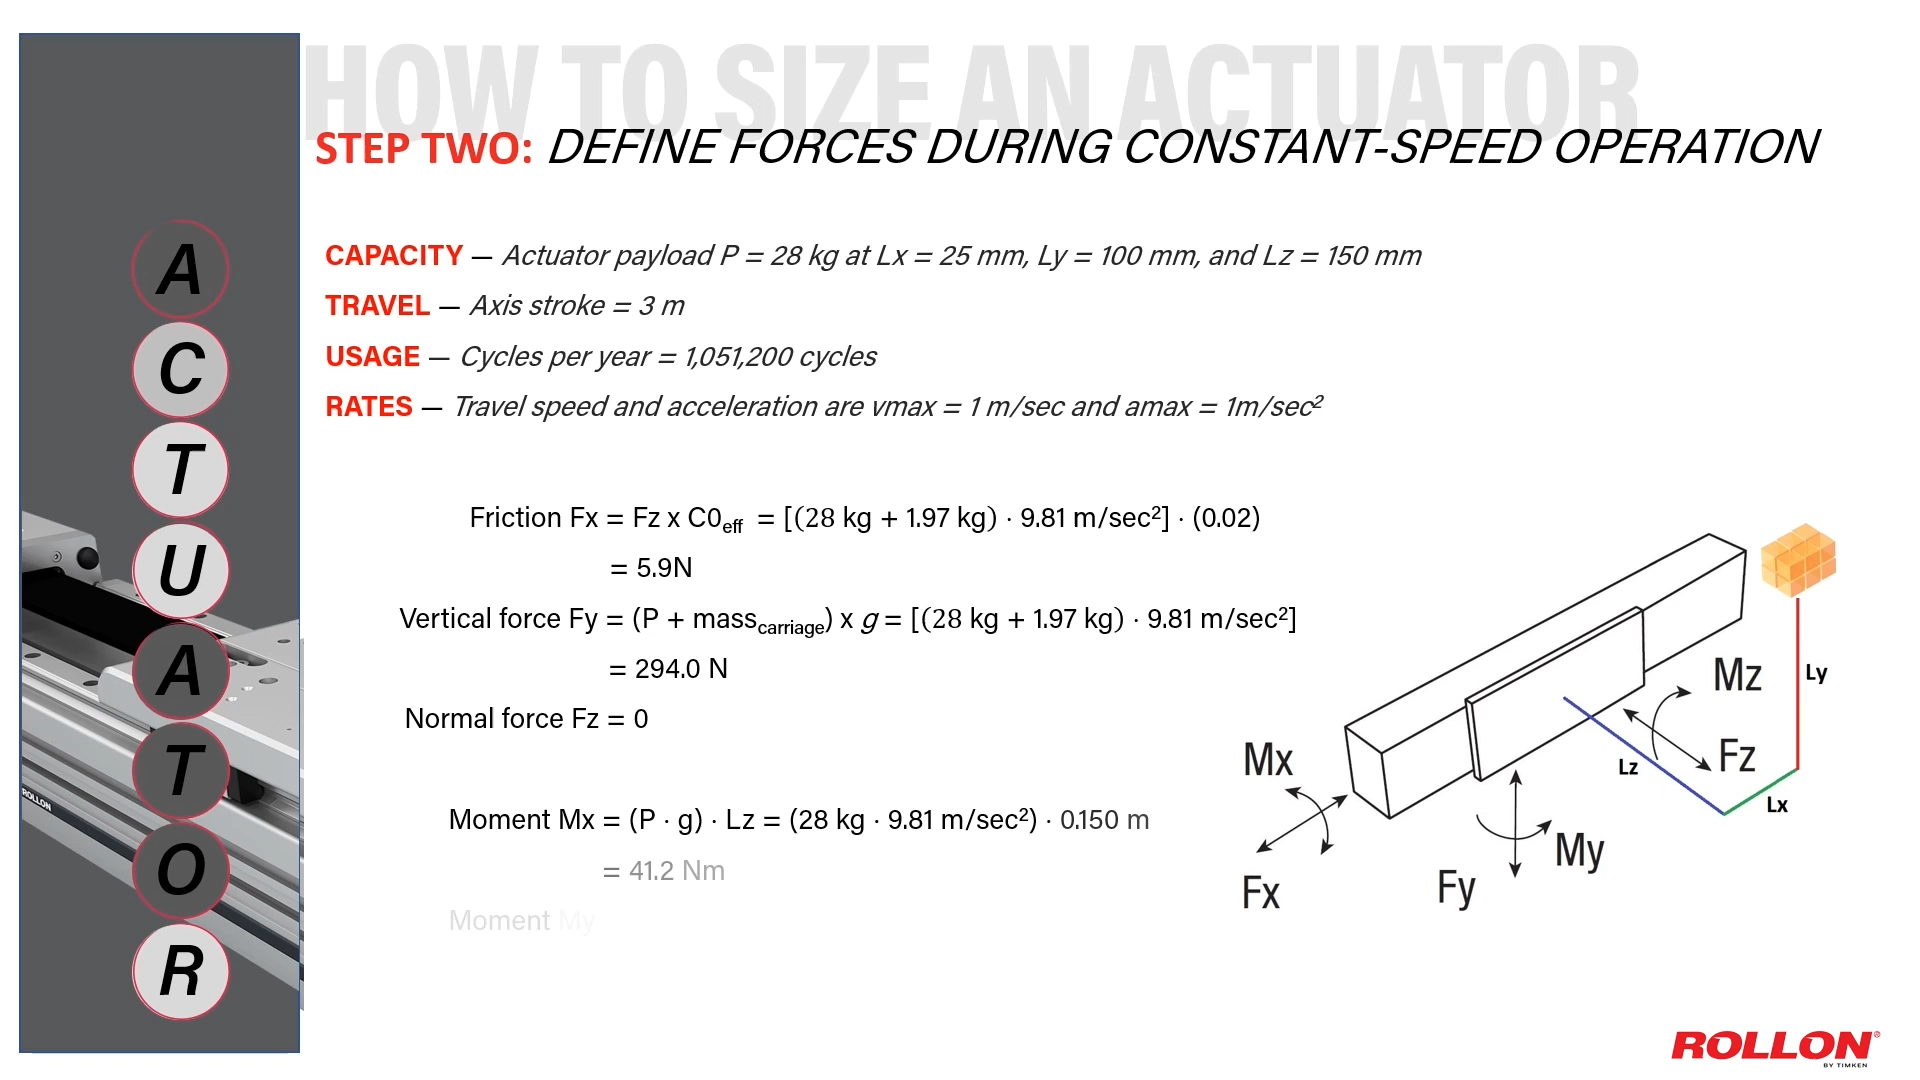 HOW TO SIZE AN ACTUATOR
STEP TWO: DEFINE FORCES DURING CONSTANT-SPEED OPERATION
CAPACITY — Actuator payload P = 28 kg at Lx = 25 mm, Ly = 100 mm, and Lz = 150 mm
TRAVEL — Axis stroke = 3 m
USAGE — Cycles per year = 1,051,200 cycles
RATES — Travel speed and acceleration are vmax = 1 m/sec and amax = 1m/sec²
Friction Fx = Fz x C0eff = [(28 kg + 1.97 kg) · 9.81 m/sec²] · (0.02)
= 5.9N
Vertical force Fy = (P + masscarriage) x g = [(28 kg + 1.97 kg) · 9.81 m/sec²]
= 294.0 N
Normal force Fz = 0
Moment Mx = (P · g) · Lz = (28 kg · 9.81 m/sec²) · 0.150 m
= 41.2 Nm
Moment My
A
C
T
U
A
T
O
R
ROLLON
Mz
Ly
Fz
Lz
Lx
Mx
My
Fx
Fy
ROLLON®
BY TIMKEN